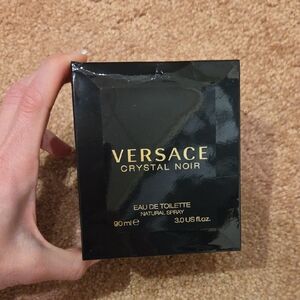 VERSACE
CRYSTAL NOIR
EAU DE TOILETTE
NATURAL SPRAY
90 ml ℮ 3.0 US fl.oz.